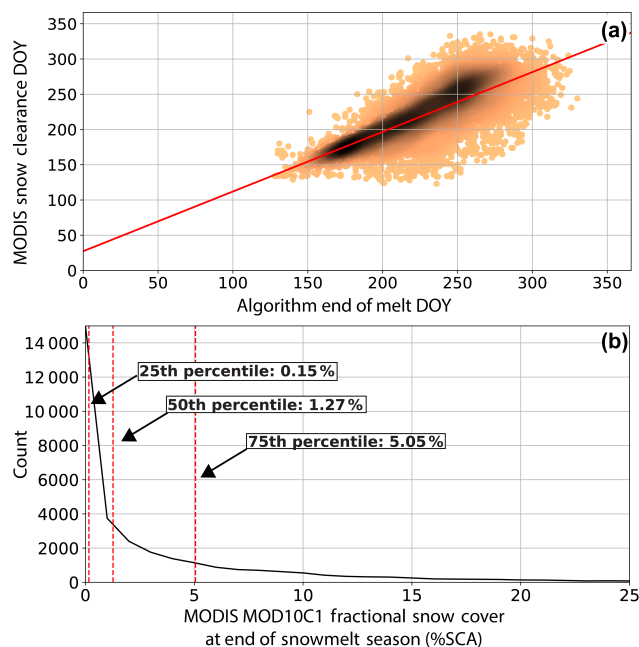 (a)
350
300
250
200
150
100
50
0
MODIS snow clearance DOY
0 50 100 150 200 250 300 350
Algorithm end of melt DOY
(b)
14 000
12 000
10 000
8000
6000
4000
2000
0
Count
25th percentile: 0.15 %
50th percentile: 1.27 %
75th percentile: 5.05 %
0 5 10 15 20 25
MODIS MOD10C1 fractional snow cover
at end of snowmelt season (%SCA)